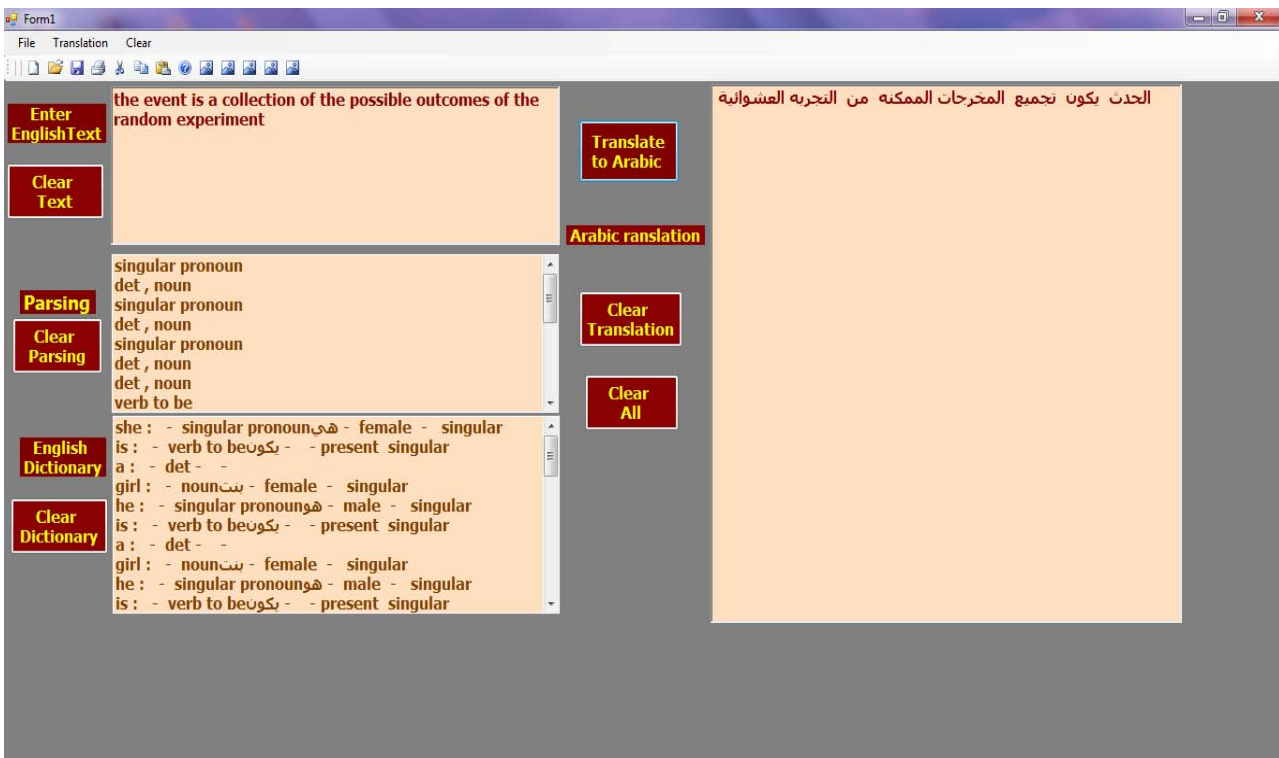 Form1
File Translation Clear
Enter
EnglishText
the event is a collection of the possible outcomes of the
random experiment
Clear
Text
Translate
to Arabic
الحدث يكون تجميع المخرجات الممكنه من التجربه العشوائية
Arabic ranslation
Parsing
Clear
Parsing
singular pronoun
det , noun
singular pronoun
det , noun
singular pronoun
det , noun
det , noun
verb to be
Clear
Translation
Clear
All
English
Dictionary
Clear
Dictionary
she : - singular pronounهي - female - singular
is : - verb to beيكون - - present singular
a : - det - -
girl : - nounبنت - female - singular
he : - singular pronounهو - male - singular
is : - verb to beيكون - - present singular
a : - det - -
girl : - nounبنت - female - singular
he : - singular pronounهو - male - singular
is : - verb to beيكون - - present singular